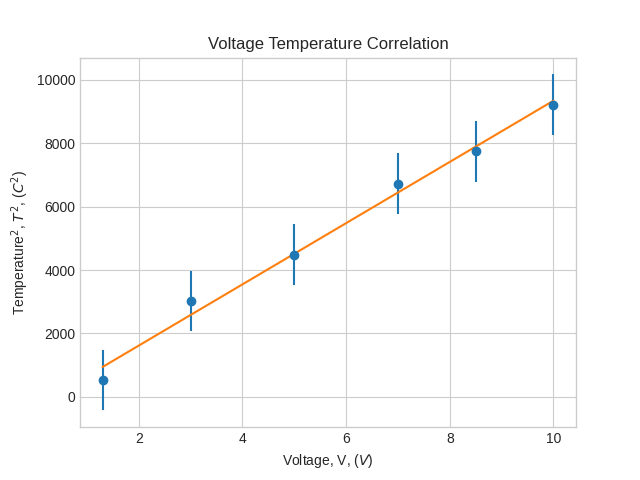 Voltage Temperature Correlation
10000
8000
6000
4000
2000
0
Temperature², T², (C²)
2 4 6 8 10
Voltage, V, (V)